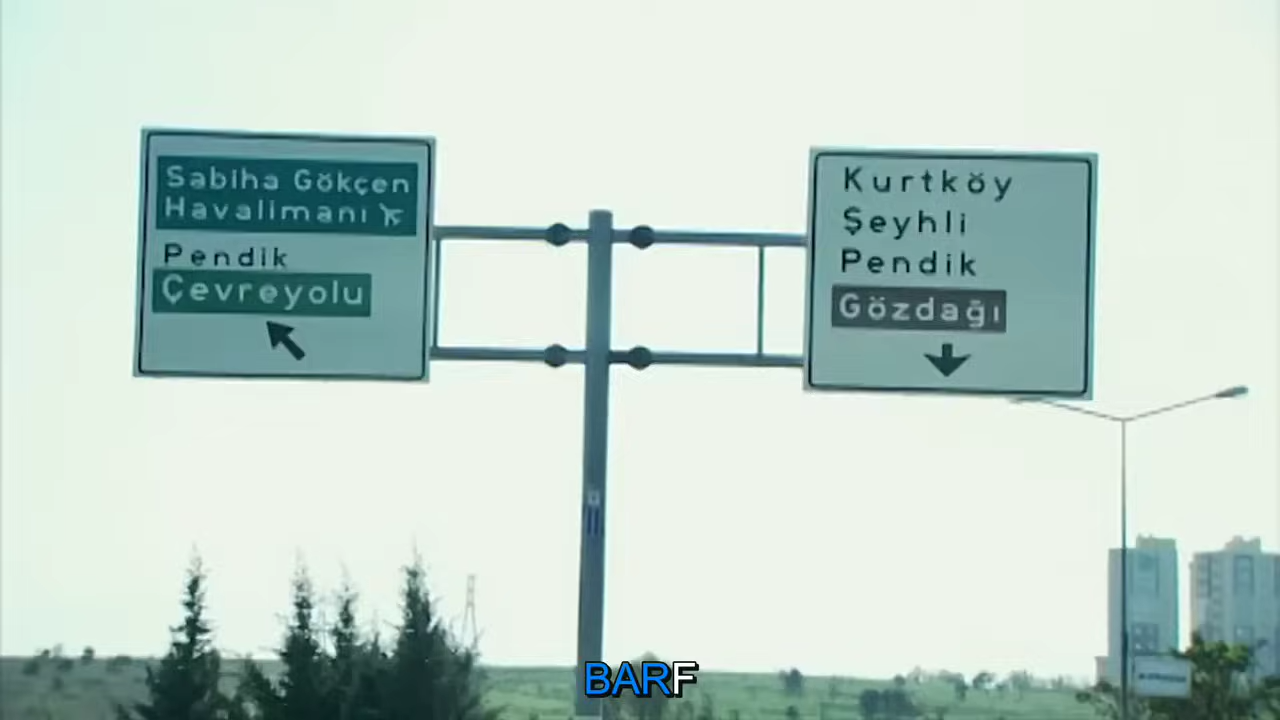 Sabiha Gökçen
Havalimanı
Pendik
Çevreyolu
Kurtköy
Şeyhli
Pendik
Gözdağı
BARF